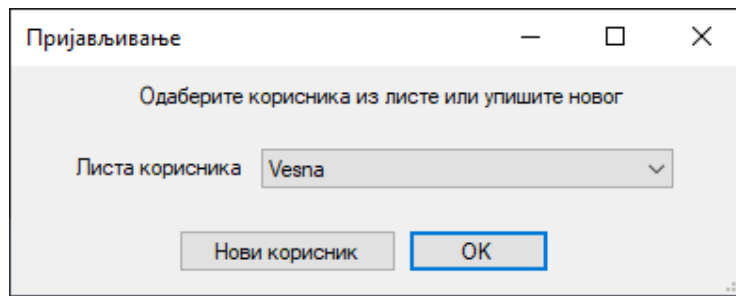 Пријављивање
Одаберите корисника из листе или упишите новог
Листа корисника Vesna
Нови корисник OK